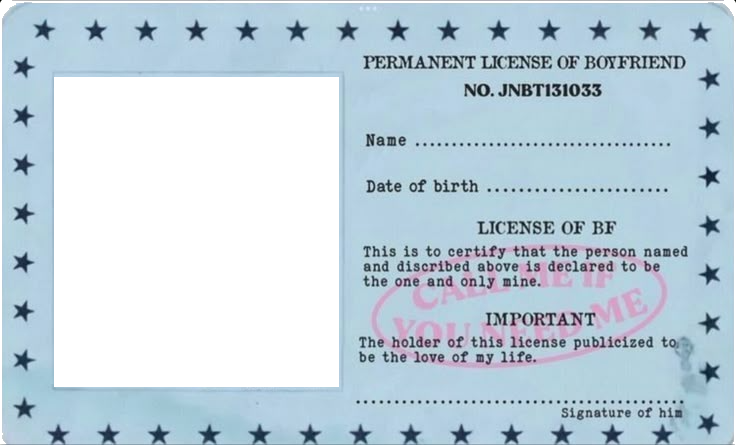 PERMANENT LICENSE OF BOYFRIEND
NO. JNBT131033
Name ..................................
Date of birth ........................
LICENSE OF BF
This is to certify that the person named
and discribed above is declared to be
the one and only mine.
CALL ME IF
YOU NEED ME
IMPORTANT
The holder of this license publicized to
be the love of my life.
Signature of him